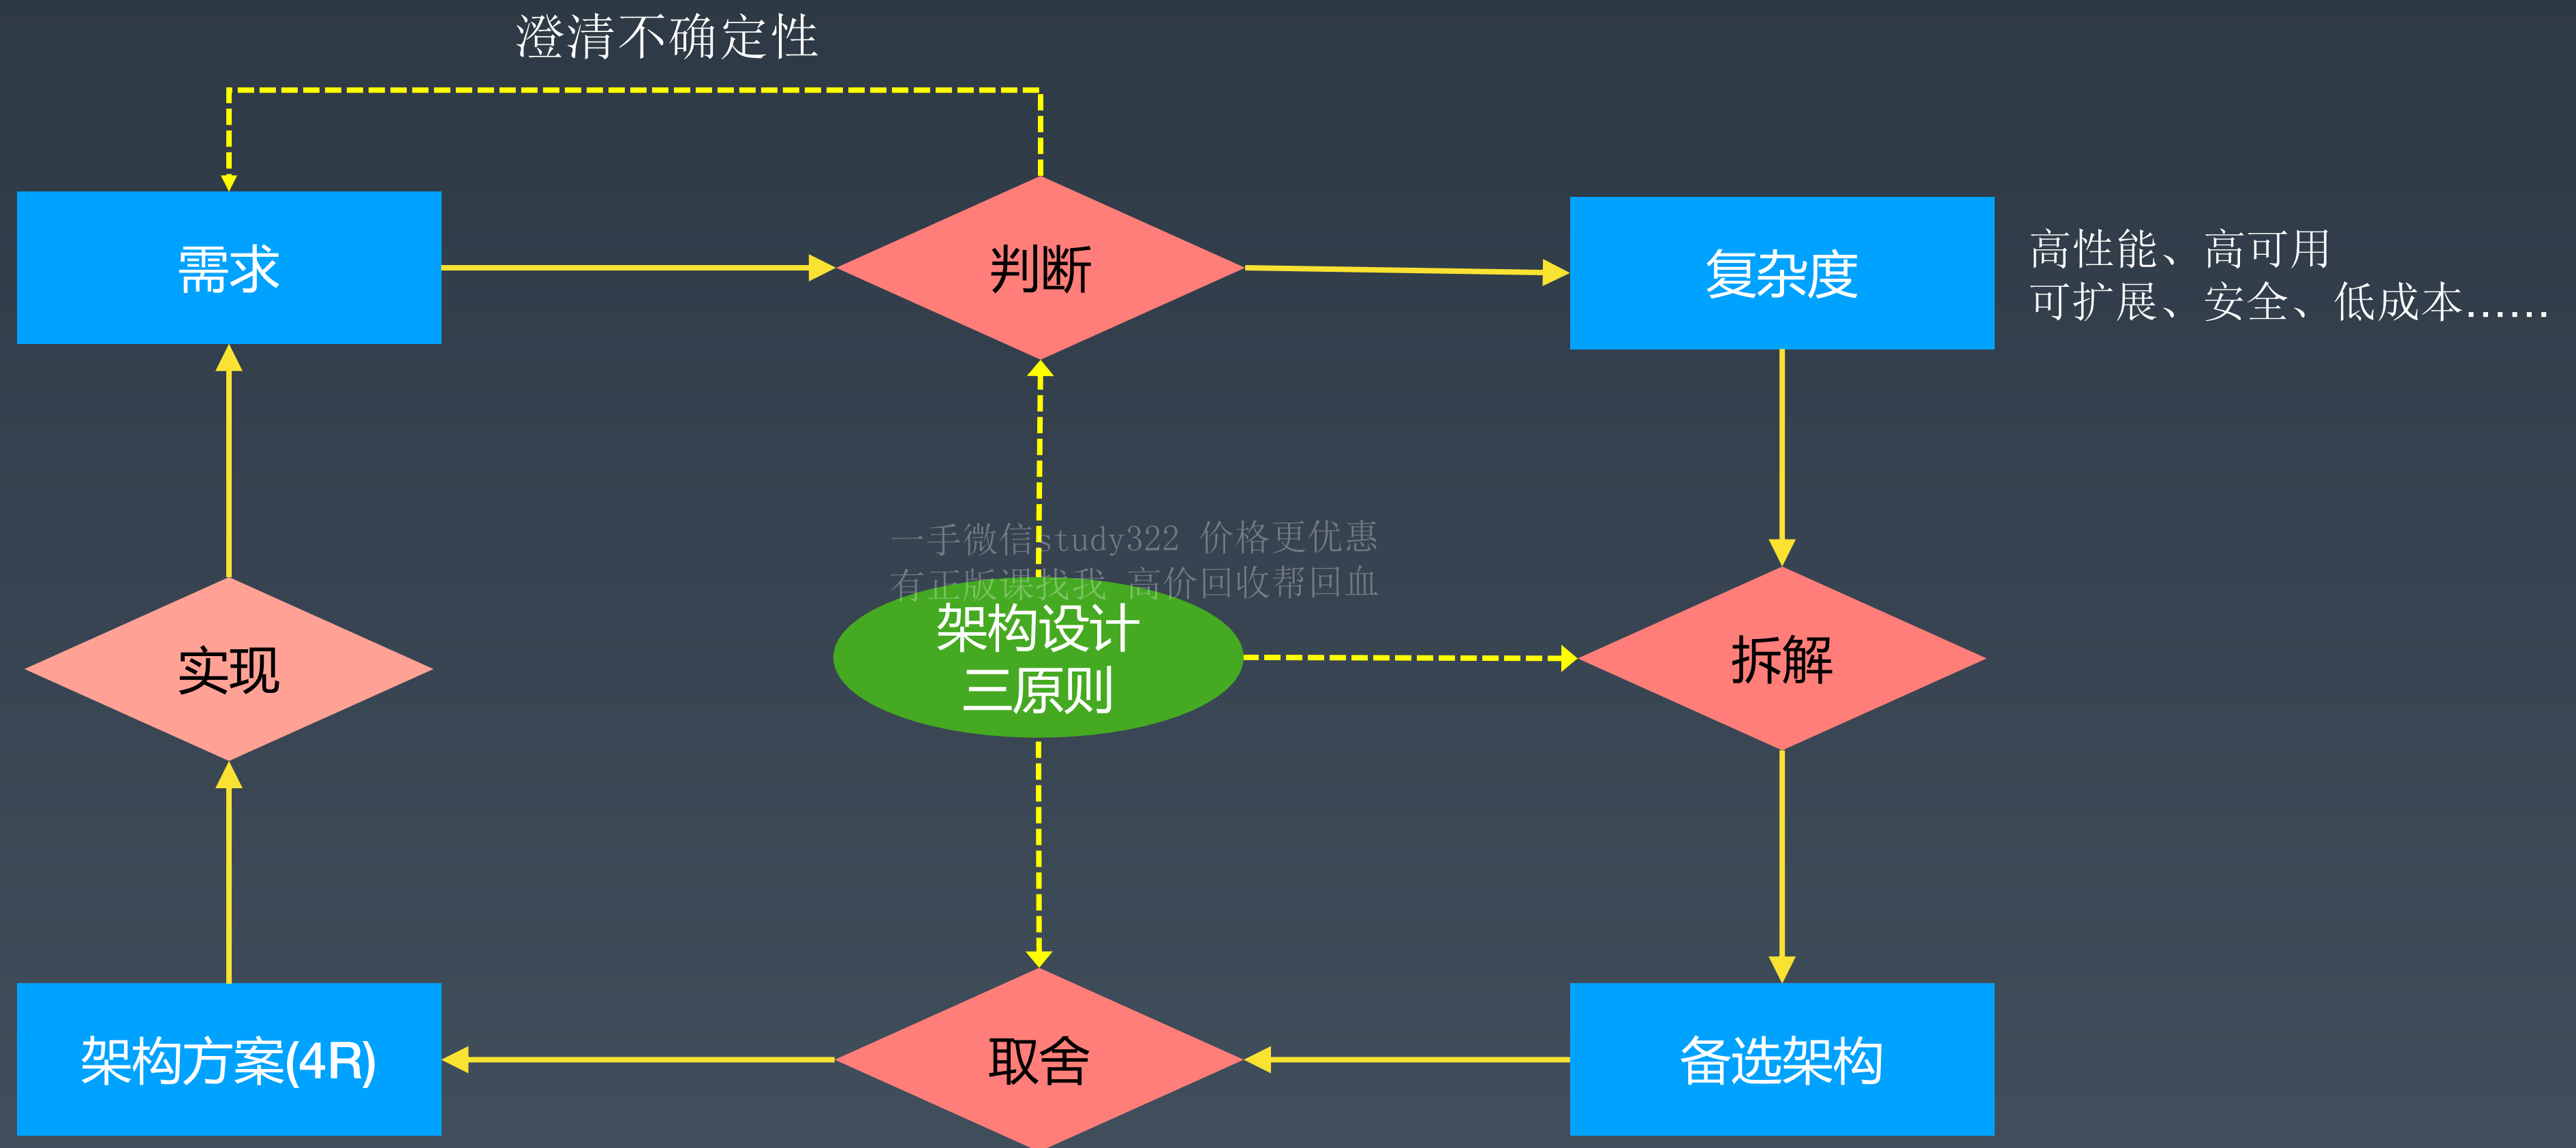 澄清不确定性
需求
判断
复杂度
高性能、高可用
可扩展、安全、低成本......
一手微信study322 价格更优惠
有正版课找我 高价回收帮回血
架构设计
三原则
实现
拆解
架构方案(4R)
取舍
备选架构